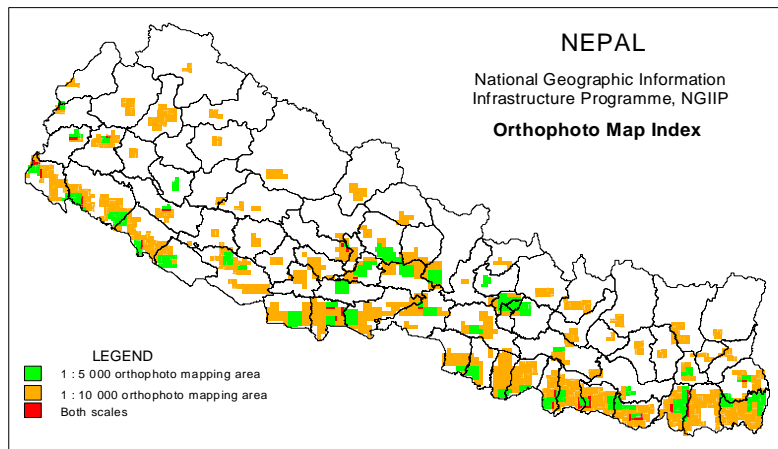 NEPAL
National Geographic Information
Infrastructure Programme, NGIIP
Orthophoto Map Index
LEGEND
1 : 5 000 orthophoto mapping area
1 : 10 000 orthophoto mapping area
Both scales